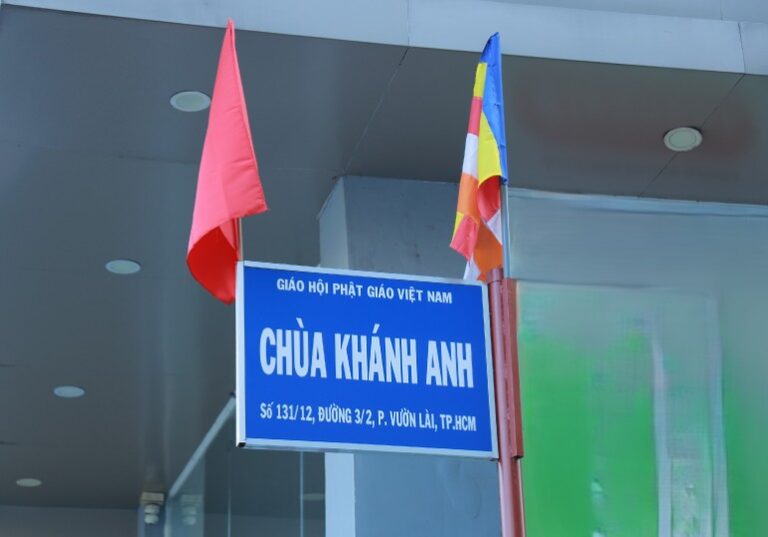 GIÁO HỘI PHẬT GIÁO VIỆT NAM
CHÙA KHÁNH ANH
Số 131/12, ĐƯỜNG 3/2, P. VƯỜN LÀI, TP.HCM